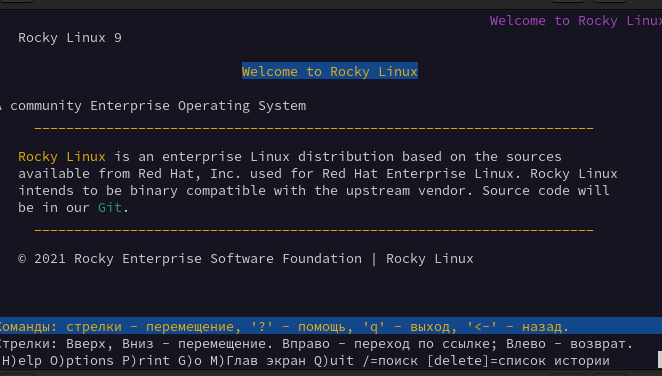 Welcome to Rocky Linux
Rocky Linux 9
Welcome to Rocky Linux
A community Enterprise Operating System
Rocky Linux is an enterprise Linux distribution based on the sources
available from Red Hat, Inc. used for Red Hat Enterprise Linux. Rocky Linux
intends to be binary compatible with the upstream vendor. Source code will
be in our Git.
© 2021 Rocky Enterprise Software Foundation | Rocky Linux
Команды: стрелки - перемещение, '?' - помощь, 'q' - выход, '<-' - назад.
Стрелки: Вверх, Вниз - перемещение. Вправо - переход по ссылке; Влево - возврат.
H)elp O)ptions P)rint G)o M)Глав экран Q)uit /=поиск [delete]=список истории